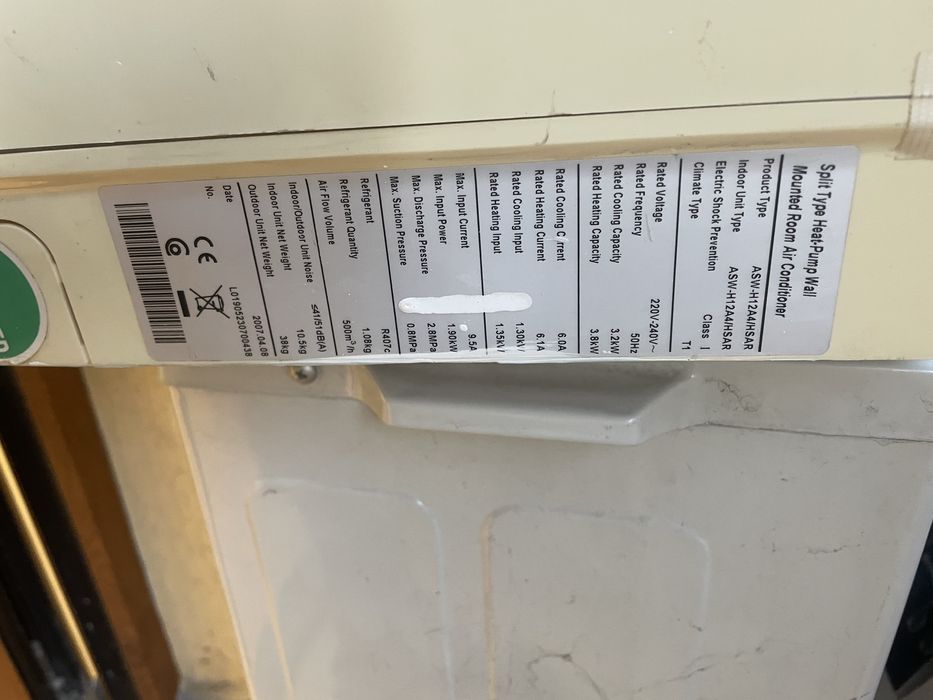 Split Type Heat-Pump Wall
Mounted Room Air Conditioner
Product Type ASW-H12A4/HSAR
Indoor Unit Type ASW-H12A4/HSAR
Electric Shock Prevention Class I
Climate Type T1
Rated Voltage 220V-240V~
Rated Frequency 50Hz
Rated Cooling Capacity 3.2kW
Rated Heating Capacity 3.8kW
Rated Cooling C rrent 6.0A
Rated Heating Current 6.1A
Rated Cooling Input 1.30kV
Rated Heating Input 1.35kV
Max. Input Current 9.5A
Max. Input Power 1.90kW
Max. Discharge Pressure 2.8MPa
Max. Suction Pressure 0.8MPa
Refrigerant R407c
Refrigerant Quantity 1.08kg
Air Flow Volume 500m³/h
Indoor/Outdoor Unit Noise ≤41/51dB(A)
Indoor Unit Net Weight 10.5kg
Outdoor Unit Net Weight 38kg
Date 2007.04.08
No. L01905230700438
CE